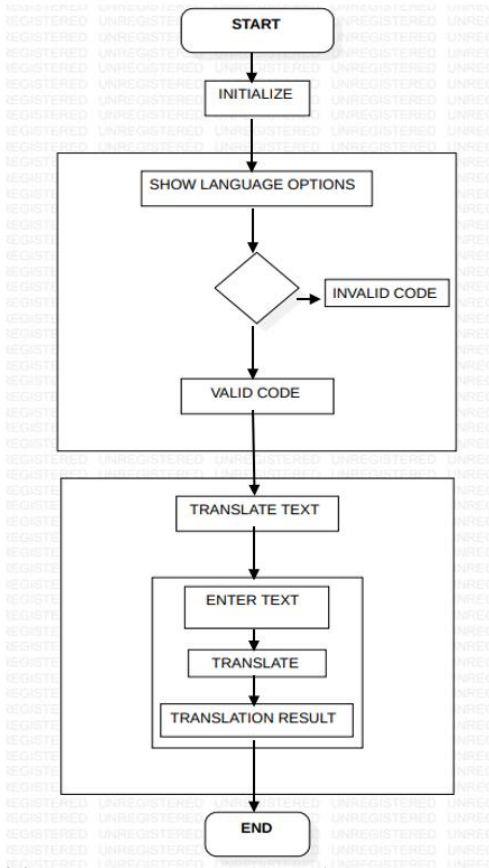 START
INITIALIZE
SHOW LANGUAGE OPTIONS
INVALID CODE
VALID CODE
TRANSLATE TEXT
ENTER TEXT
TRANSLATE
TRANSLATION RESULT
END